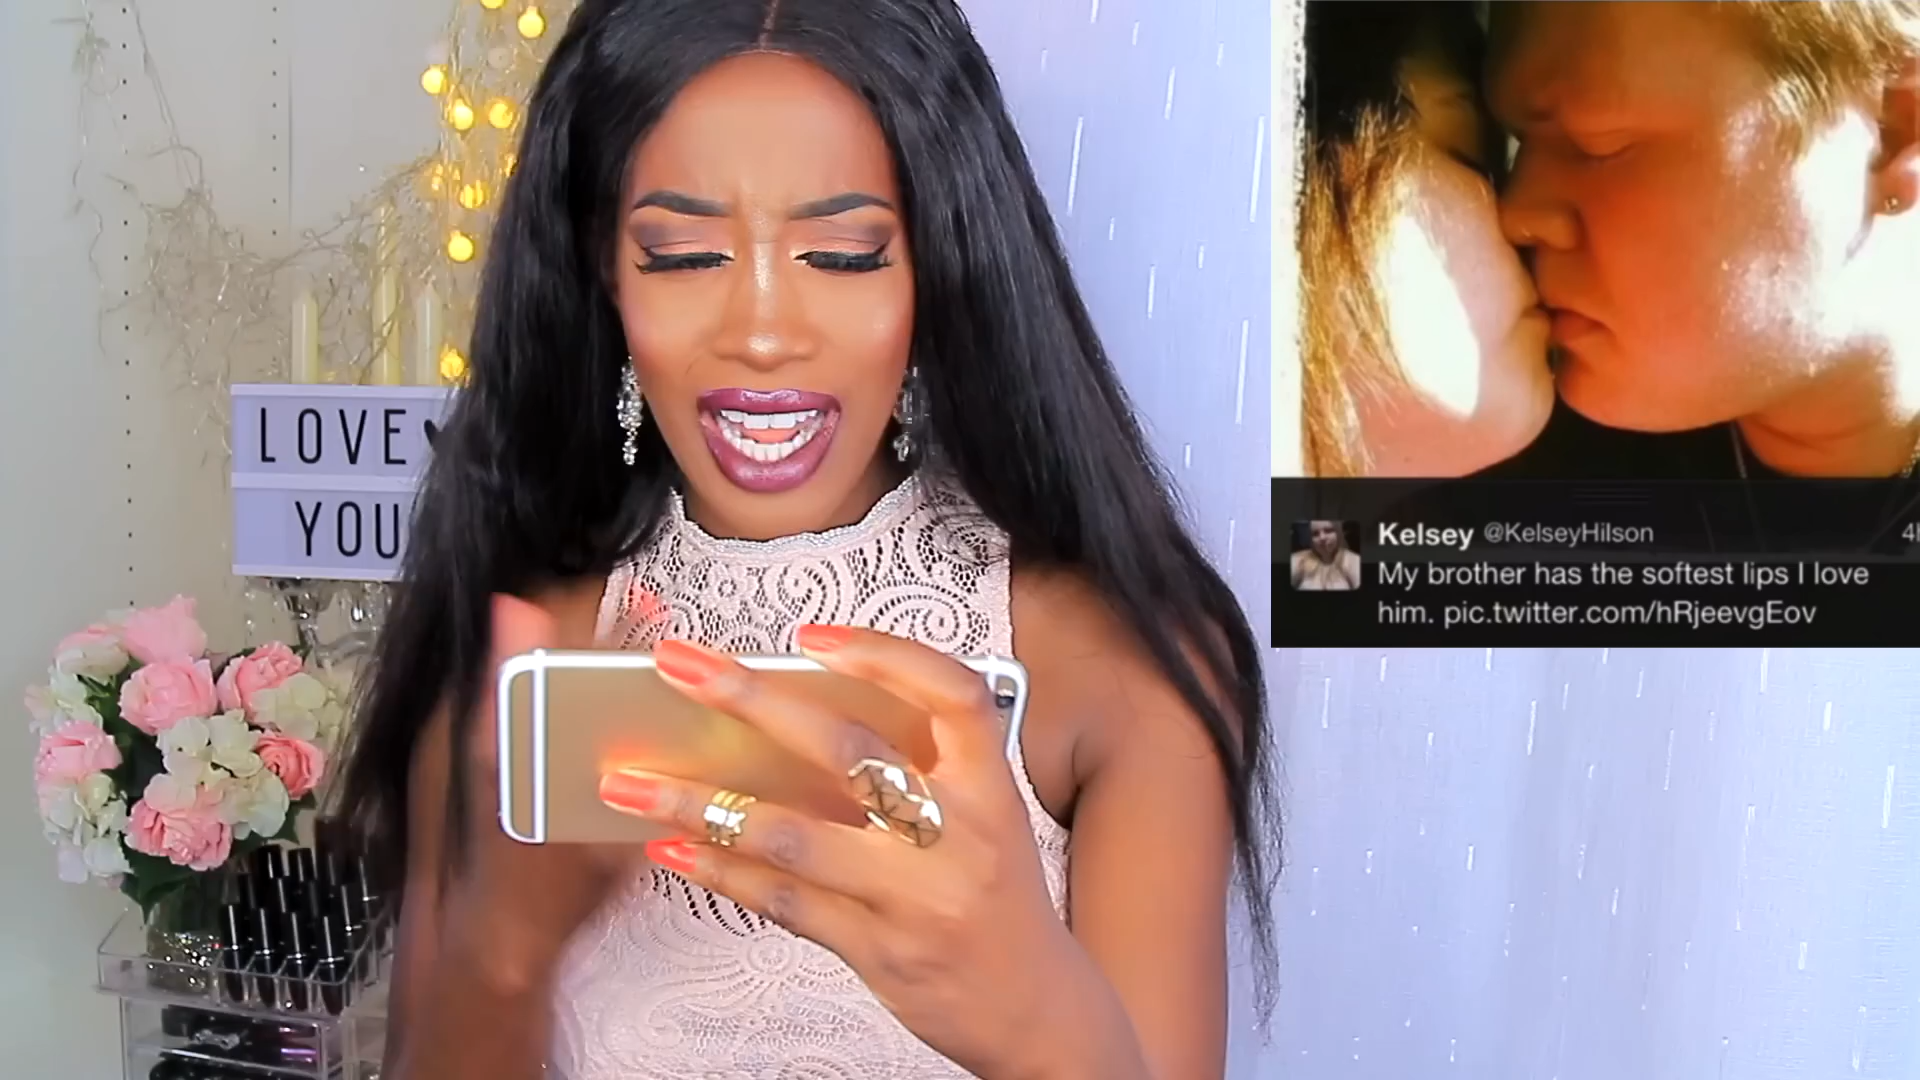 LOVE♥
YOU
Kelsey @KelseyHilson
My brother has the softest lips I love
him. pic.twitter.com/hRjeevgEov